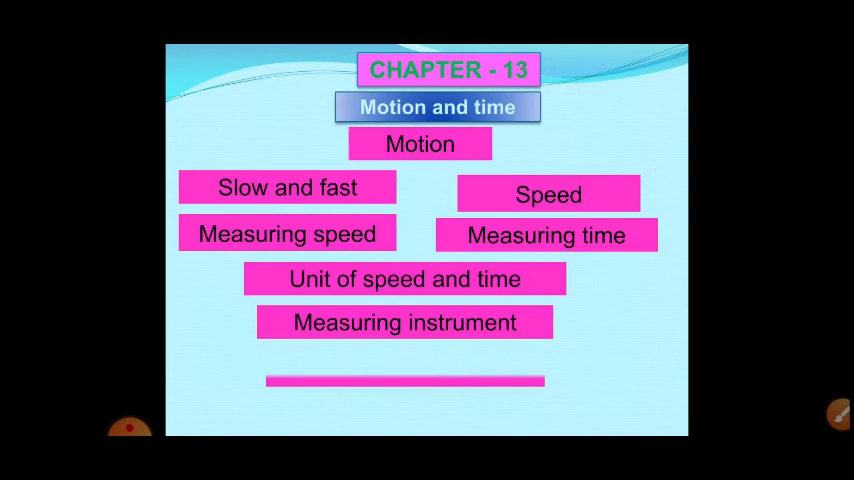 CHAPTER - 13
Motion and time
Motion
Slow and fast
Speed
Measuring speed
Measuring time
Unit of speed and time
Measuring instrument